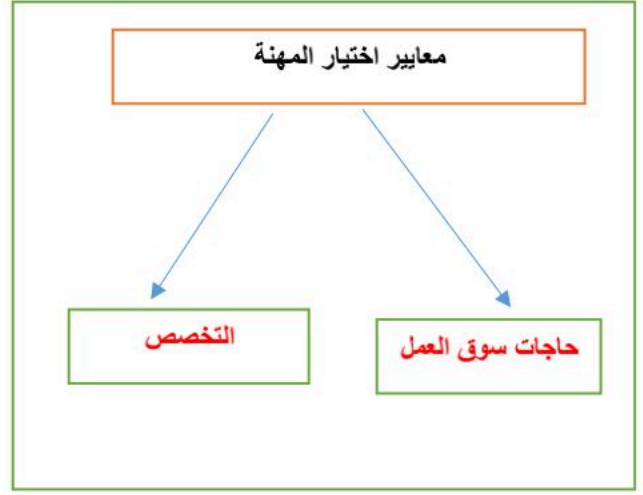 معايير اختيار المهنة
حاجات سوق العمل
التخصص